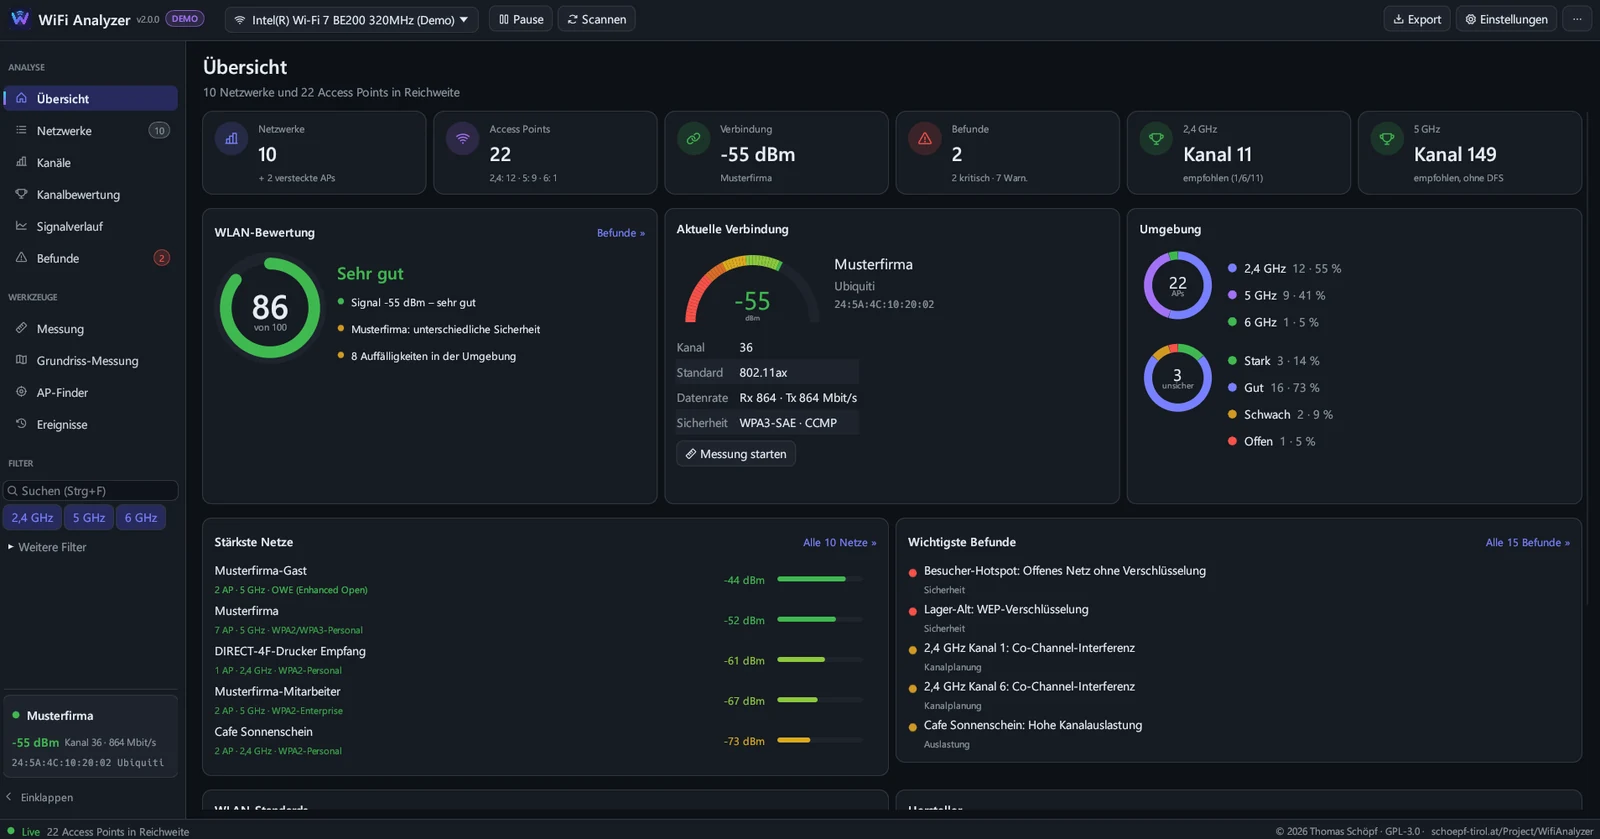 WiFi Analyzer v2.0.0 DEMO
Intel(R) Wi-Fi 7 BE200 320MHz (Demo)
Pause
Scannen
Export
Einstellungen
...
ANALYSE
Übersicht
Netzwerke 10
Kanäle
Kanalbewertung
Signalverlauf
Befunde 2
WERKZEUGE
Messung
Grundriss-Messung
AP-Finder
Ereignisse
FILTER
Suchen (Strg+F)
2,4 GHz 5 GHz 6 GHz
Weitere Filter
Musterfirma
-55 dBm Kanal 36 · 864 Mbit/s
24:5A:4C:10:20:02 Ubiquiti
Einklappen
Übersicht
10 Netzwerke und 22 Access Points in Reichweite
Netzwerke
10
+ 2 versteckte APs
Access Points
22
2,4: 12 · 5: 9 · 6: 1
Verbindung
-55 dBm
Musterfirma
Befunde
2
2 kritisch · 7 Warn.
2,4 GHz
Kanal 11
empfohlen (1/6/11)
5 GHz
Kanal 149
empfohlen, ohne DFS
WLAN-Bewertung
Befunde »
86
von 100
Sehr gut
Signal -55 dBm – sehr gut
Musterfirma: unterschiedliche Sicherheit
8 Auffälligkeiten in der Umgebung
Aktuelle Verbindung
-55
dBm
Musterfirma
Ubiquiti
24:5A:4C:10:20:02
Kanal 36
Standard 802.11ax
Datenrate Rx 864 · Tx 864 Mbit/s
Sicherheit WPA3-SAE · CCMP
Messung starten
Umgebung
22
APs
2,4 GHz 12 · 55 %
5 GHz 9 · 41 %
6 GHz 1 · 5 %
3
unsicher
Stark 3 · 14 %
Gut 16 · 73 %
Schwach 2 · 9 %
Offen 1 · 5 %
Stärkste Netze
Alle 10 Netze »
Musterfirma-Gast
2 AP · 5 GHz · OWE (Enhanced Open)
-44 dBm
Musterfirma
7 AP · 5 GHz · WPA2/WPA3-Personal
-52 dBm
DIRECT-4F-Drucker Empfang
1 AP · 2,4 GHz · WPA2-Personal
-61 dBm
Musterfirma-Mitarbeiter
2 AP · 5 GHz · WPA2-Enterprise
-67 dBm
Cafe Sonnenschein
2 AP · 2,4 GHz · WPA2-Personal
-73 dBm
Wichtigste Befunde
Alle 15 Befunde »
Besucher-Hotspot: Offenes Netz ohne Verschlüsselung
Sicherheit
Lager-Alt: WEP-Verschlüsselung
Sicherheit
2,4 GHz Kanal 1: Co-Channel-Interferenz
Kanalplanung
2,4 GHz Kanal 6: Co-Channel-Interferenz
Kanalplanung
Cafe Sonnenschein: Hohe Kanalauslastung
Auslastung
WLAN-Standards
Hersteller
Live 22 Access Points in Reichweite
© 2026 Thomas Schöpf · GPL-3.0 · schoepf-tirol.at/Project/WifiAnalyzer